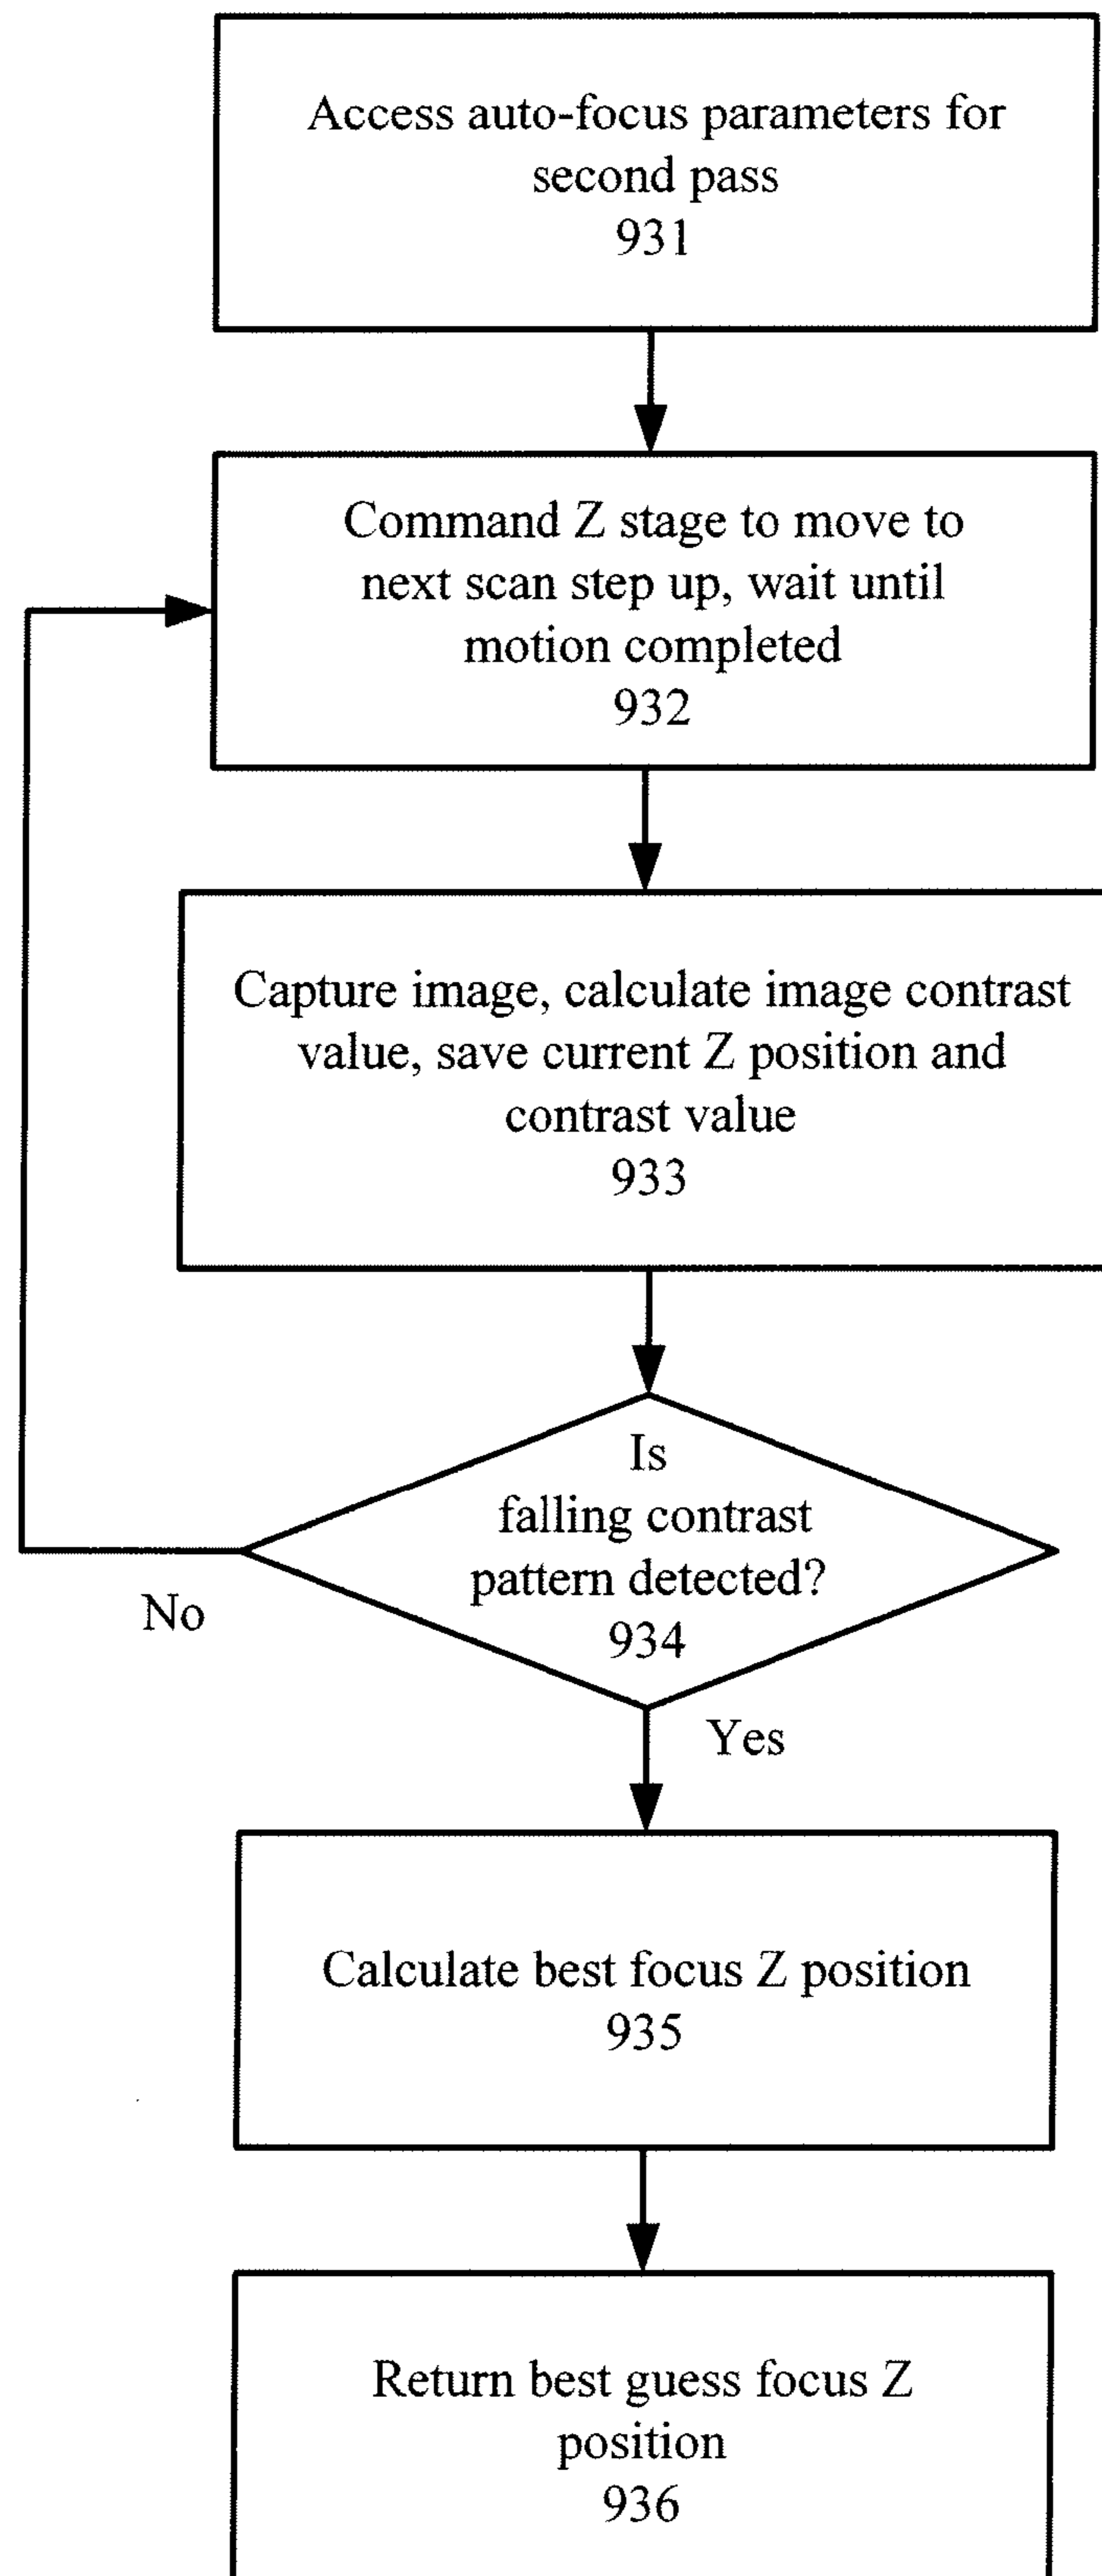 Access auto-focus parameters for
second pass
931
Command Z stage to move to
next scan step up, wait until
motion completed
932
Capture image, calculate image contrast
value, save current Z position and
contrast value
933
Is
falling contrast
pattern detected?
934
No
Yes
Calculate best focus Z position
935
Return best guess focus Z
position
936